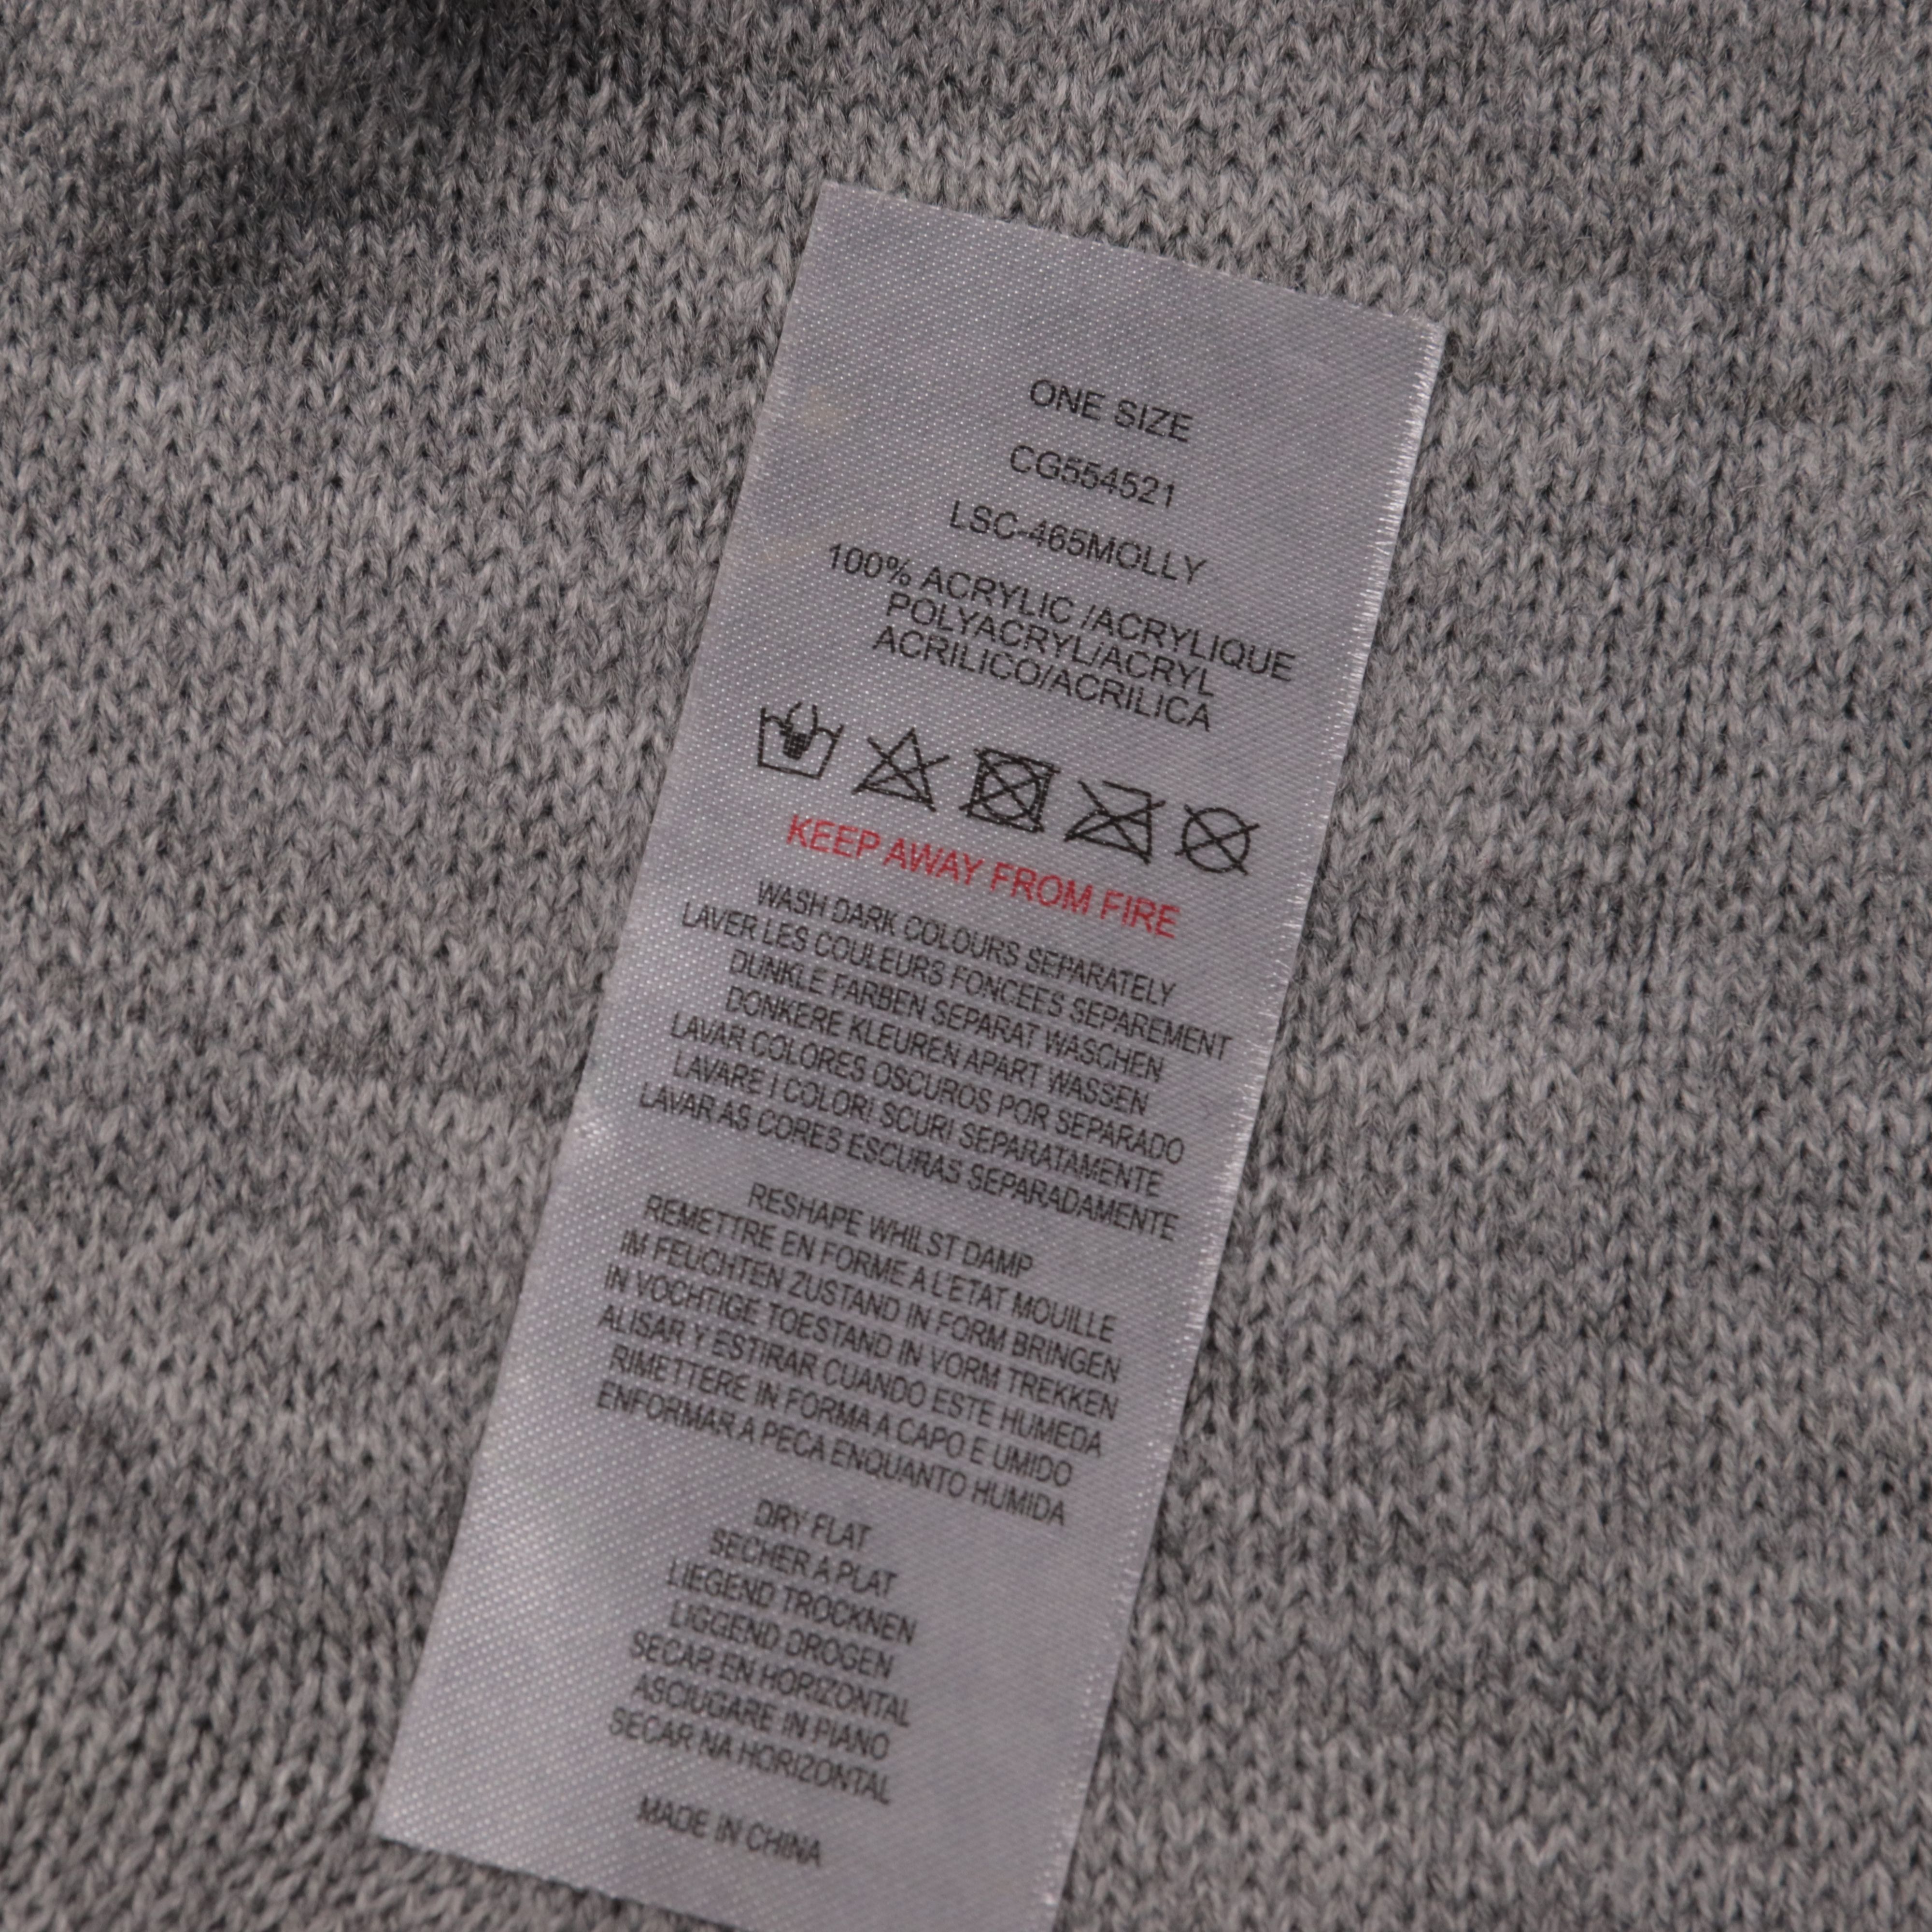 ONE SIZE
CG554521
LSC-465MOLLY
100% ACRYLIC /ACRYLIQUE
POLYACRYL/ACRYL
ACRILICO/ACRILICA
KEEP AWAY FROM FIRE
WASH DARK COLOURS SEPARATELY
LAVER LES COULEURS FONCEES SEPAREMENT
DUNKLE FARBEN SEPARAT WASCHEN
DONKERE KLEUREN APART WASSEN
LAVAR COLORES OSCUROS POR SEPARADO
LAVARE I COLORI SCURI SEPARATAMENTE
LAVAR AS CORES ESCURAS SEPARADAMENTE
RESHAPE WHILST DAMP
REMETTRE EN FORME A L'ETAT MOUILLE
IM FEUCHTEN ZUSTAND IN FORM BRINGEN
IN VOCHTIGE TOESTAND IN VORM TREKKEN
ALISAR Y ESTIRAR CUANDO ESTE HUMEDA
RIMETTERE IN FORMA A CAPO E UMIDO
ENFORMAR A PECA ENQUANTO HUMIDA
DRY FLAT
SECHER A PLAT
LIEGEND TROCKNEN
LIGGEND DROGEN
SECAR EN HORIZONTAL
ASCIUGARE IN PIANO
SECAR NA HORIZONTAL
MADE IN CHINA